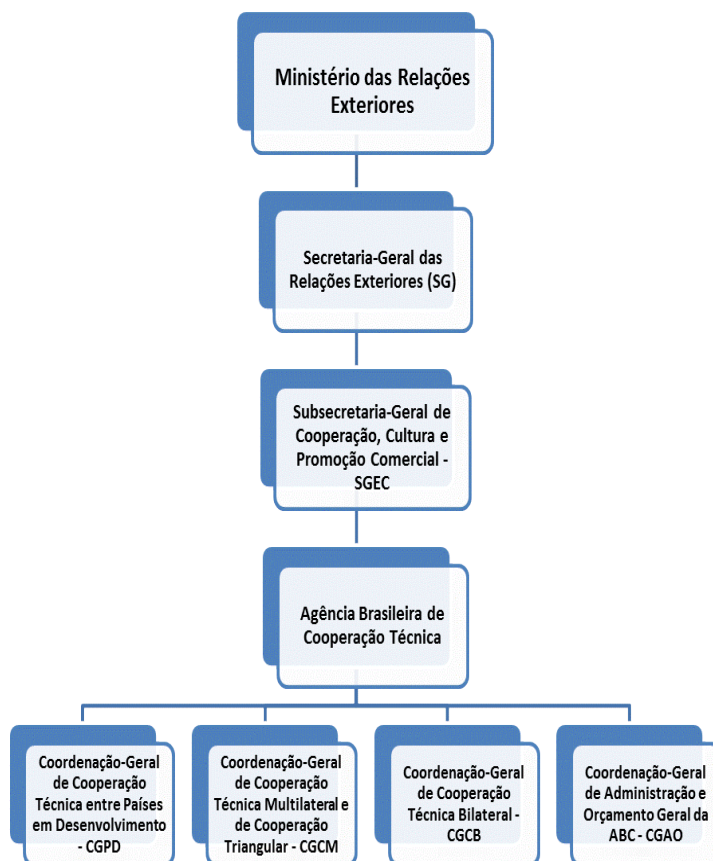 Ministério das Relações
Exteriores
Secretaria-Geral das
Relações Exteriores (SG)
Subsecretaria-Geral de
Cooperação, Cultura e
Promoção Comercial -
SGEC
Agência Brasileira de
Cooperação Técnica
Coordenação-Geral
de Cooperação
Técnica entre Países
em Desenvolvimento
- CGPD
Coordenação-Geral
de Cooperação
Técnica Multilateral e
de Cooperação
Triangular - CGCM
Coordenação-Geral
de Cooperação
Técnica Bilateral -
CGCB
Coordenação-Geral
de Administração e
Orçamento Geral da
ABC - CGAO